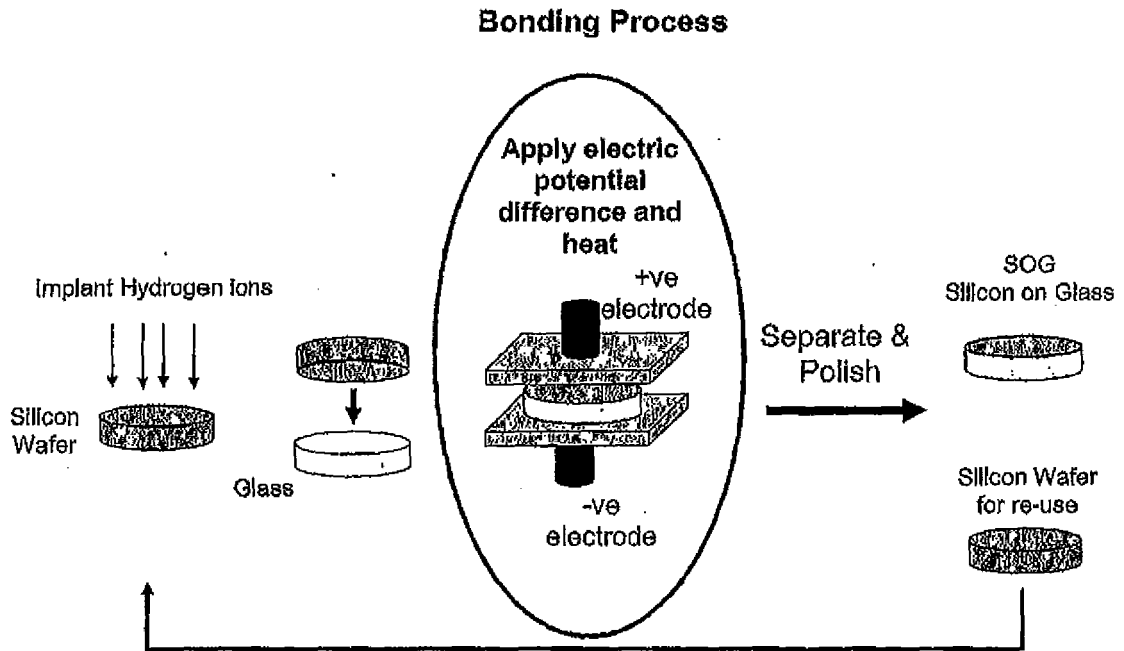 Bonding Process
Apply electric
potential
difference and
heat
+ve
electrode
-ve
electrode
Implant Hydrogen Ions
Silicon
Wafer
Glass
Separate &
Polish
SOG
Silicon on Glass
Silicon Wafer
for re-use